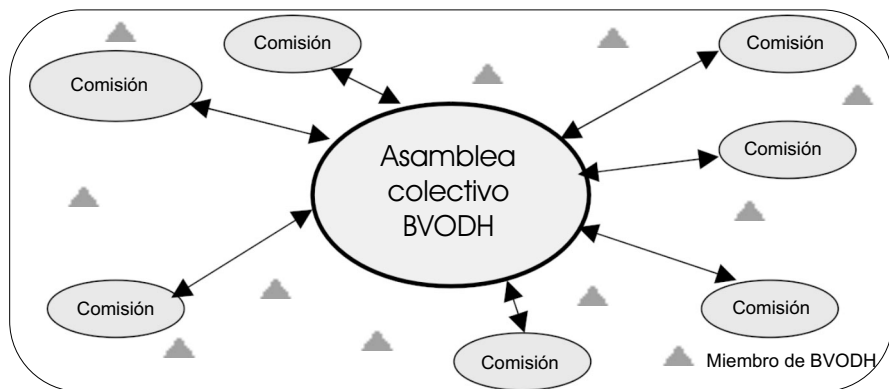 Comisión
Comisión
Comisión
Comisión
Asamblea
colectivo
BVODH
Comisión
Comisión
Comisión
Comisión
Miembro de BVODH